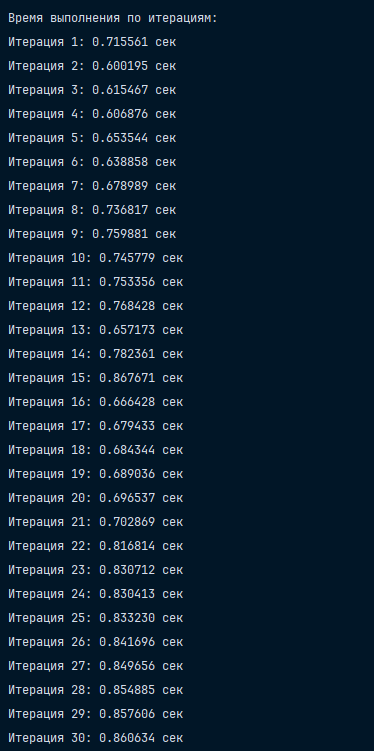 Время выполнения по итерациям:
Итерация 1: 0.715561 сек
Итерация 2: 0.600195 сек
Итерация 3: 0.615467 сек
Итерация 4: 0.606876 сек
Итерация 5: 0.653544 сек
Итерация 6: 0.638858 сек
Итерация 7: 0.678989 сек
Итерация 8: 0.736817 сек
Итерация 9: 0.759881 сек
Итерация 10: 0.745779 сек
Итерация 11: 0.753356 сек
Итерация 12: 0.768428 сек
Итерация 13: 0.657173 сек
Итерация 14: 0.782361 сек
Итерация 15: 0.867671 сек
Итерация 16: 0.666428 сек
Итерация 17: 0.679433 сек
Итерация 18: 0.684344 сек
Итерация 19: 0.689036 сек
Итерация 20: 0.696537 сек
Итерация 21: 0.702869 сек
Итерация 22: 0.816814 сек
Итерация 23: 0.830712 сек
Итерация 24: 0.830413 сек
Итерация 25: 0.833230 сек
Итерация 26: 0.841696 сек
Итерация 27: 0.849656 сек
Итерация 28: 0.854885 сек
Итерация 29: 0.857606 сек
Итерация 30: 0.860634 сек